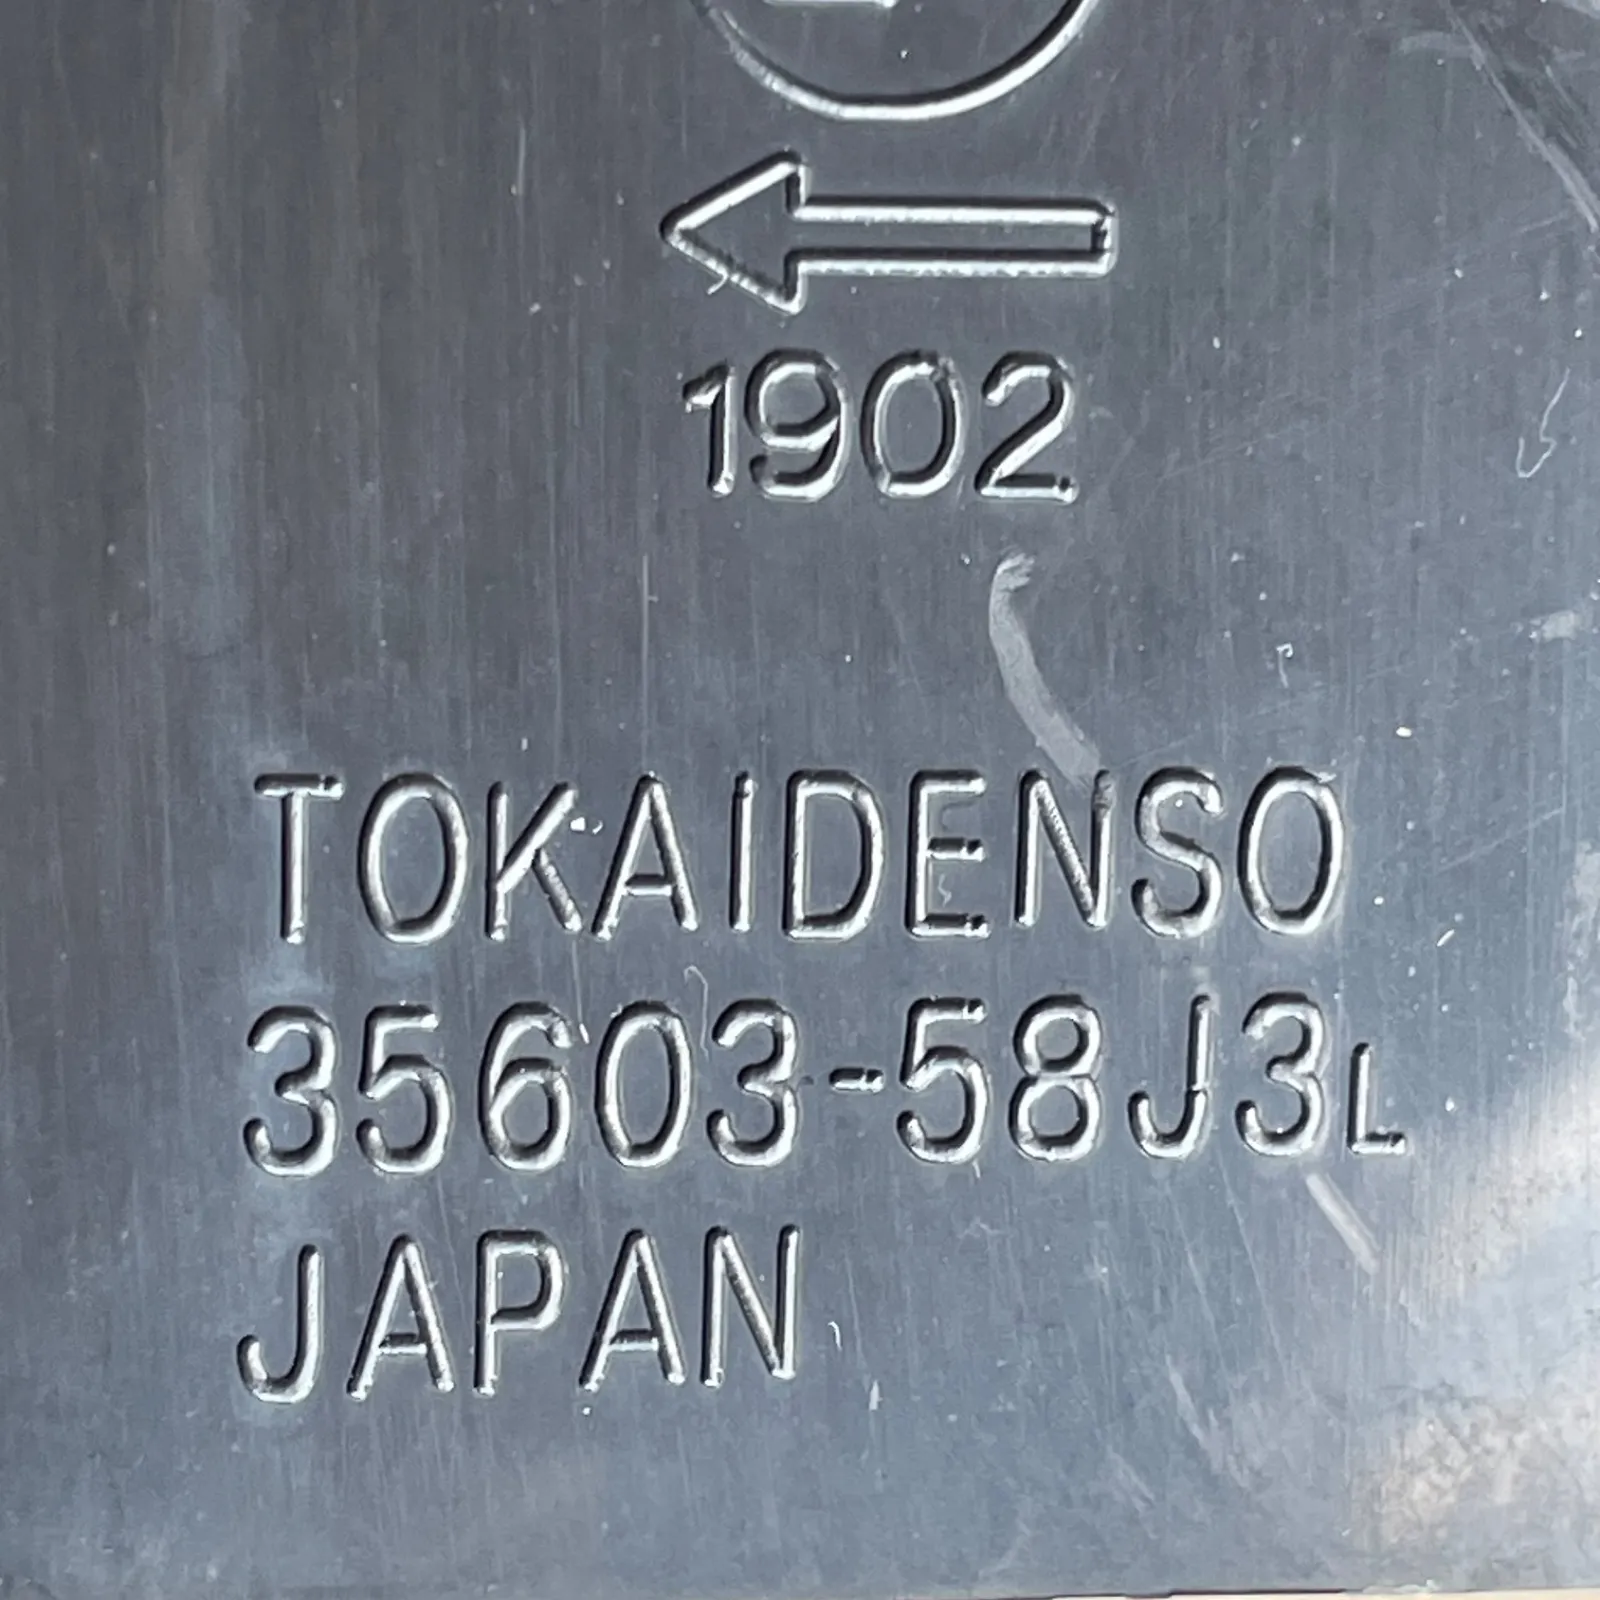 1902
TOKAIDENSO
35603-58J3L
JAPAN